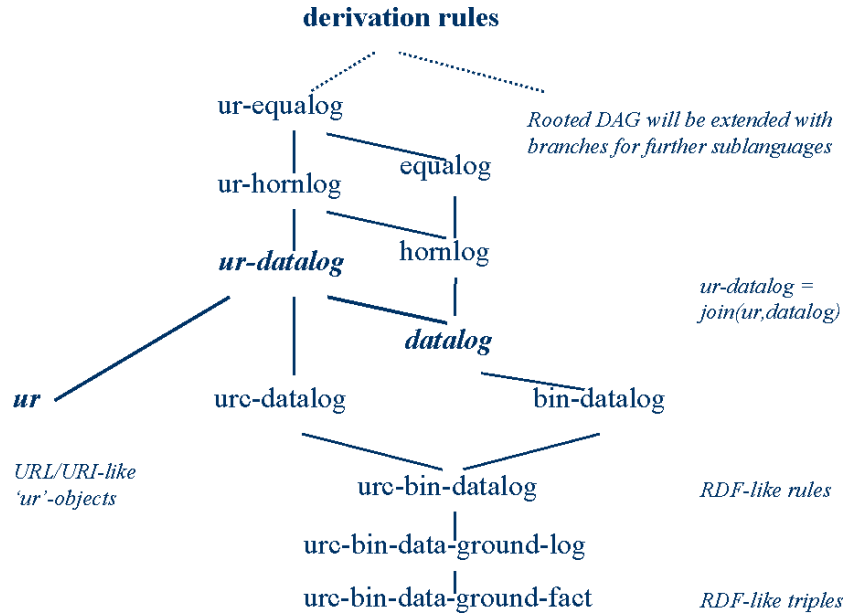 derivation rules
ur-equalog
Rooted DAG will be extended with
branches for further sublanguages
equalog
ur-hornlog
hornlog
ur-datalog
ur-datalog =
join(ur,datalog)
datalog
ur
urc-datalog
bin-datalog
URL/URI-like
‘ur’-objects
urc-bin-datalog
RDF-like rules
urc-bin-data-ground-log
urc-bin-data-ground-fact
RDF-like triples